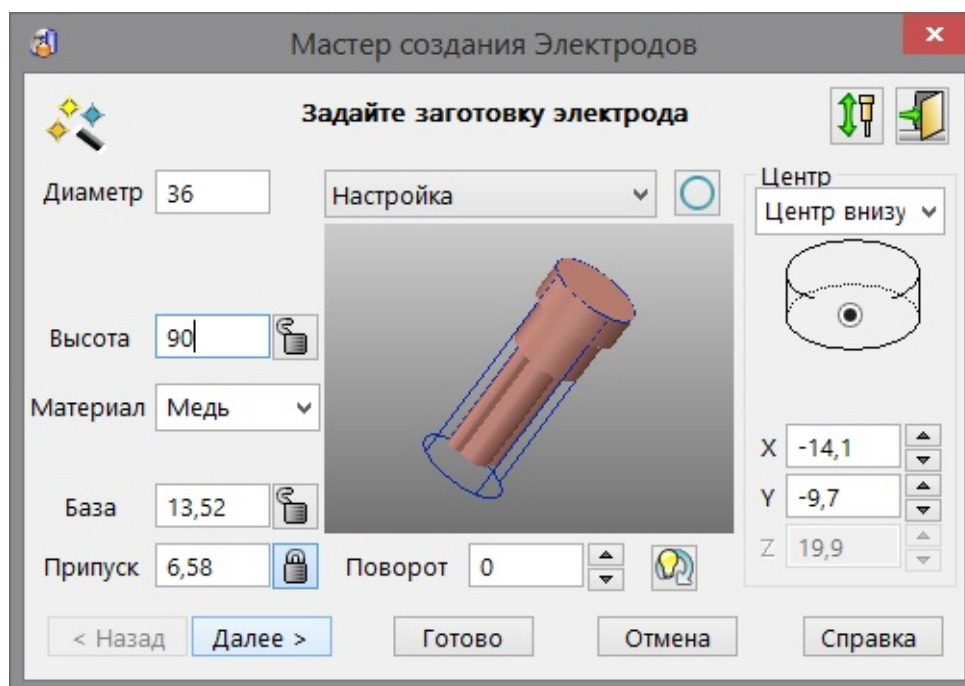 Мастер создания Электродов
x
Задайте заготовку электрода
Диаметр 36
Настройка
Центр
Центр внизу
Высота 90
Материал Медь
X -14,1
Y -9,7
База 13,52
Z 19,9
Припуск 6,58
Поворот 0
< Назад Далее > Готово Отмена Справка